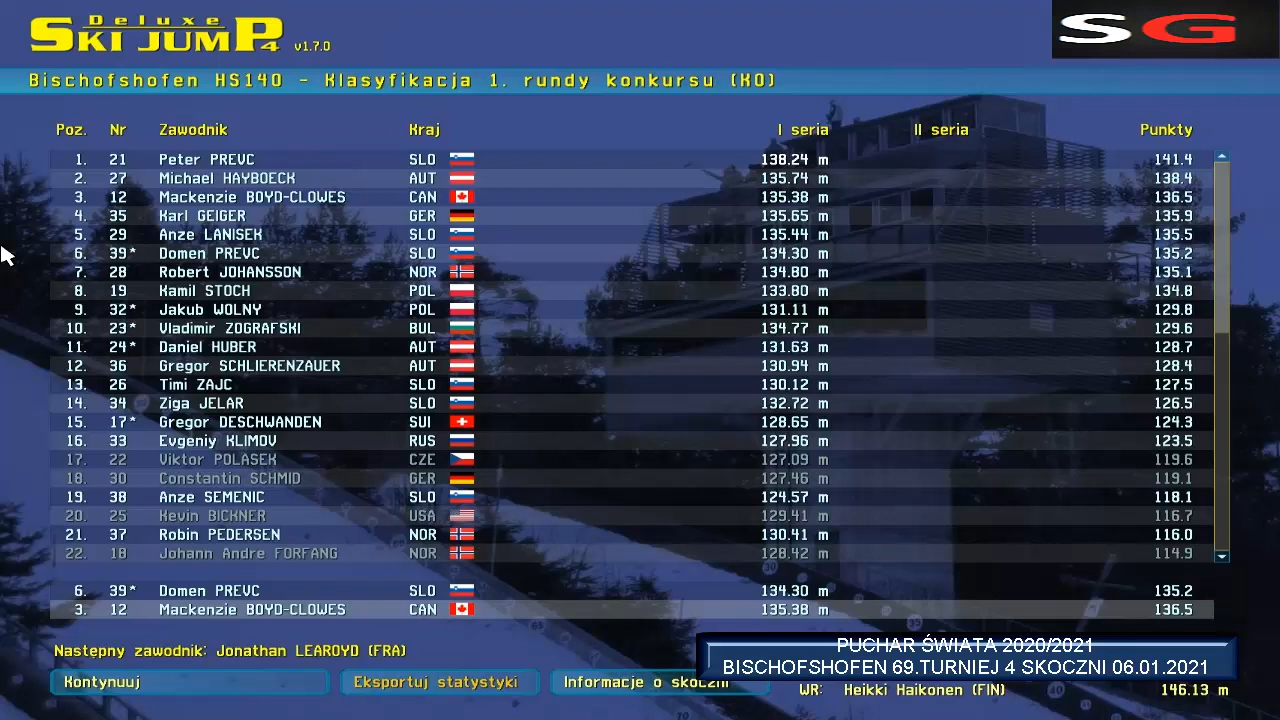 Deluxe
SKI JUMP 4 v1.7.0
SG
Bischofshofen HS140 - Klasyfikacja 1. rundy konkursu (KO)
Poz. Nr Zawodnik Kraj I seria II seria Punkty
1. 21 Peter PREVC SLO 138.24 m 141.4
2. 27 Michael HAYBOECK AUT 135.74 m 138.4
3. 12 Mackenzie BOYD-CLOWES CAN 135.38 m 136.5
4. 35 Karl GEIGER GER 135.65 m 135.9
5. 29 Anze LANISEK SLO 135.44 m 135.5
6. 39* Domen PREVC SLO 134.30 m 135.2
7. 28 Robert JOHANSSON NOR 134.80 m 135.1
8. 19 Kamil STOCH POL 133.80 m 134.8
9. 32* Jakub WOLNY POL 131.11 m 129.8
10. 23* Vladimir ZOGRAFSKI BUL 134.77 m 129.6
11. 24* Daniel HUBER AUT 131.63 m 128.7
12. 36 Gregor SCHLIERENZAUER AUT 130.94 m 128.4
13. 26 Timi ZAJC SLO 130.12 m 127.5
14. 34 Ziga JELAR SLO 132.72 m 126.5
15. 17* Gregor DESCHWANDEN SUI 128.65 m 124.3
16. 33 Evgeniy KLIMOV RUS 127.96 m 123.5
17. 22 Viktor POLASEK CZE 127.09 m 119.6
18. 30 Constantin SCHMID GER 127.46 m 119.1
19. 38 Anze SEMENIC SLO 124.57 m 118.1
20. 25 Kevin BICKNER USA 129.41 m 116.7
21. 37 Robin PEDERSEN NOR 130.41 m 116.0
22. 18 Johann Andre FORFANG NOR 128.42 m 114.9
6. 39* Domen PREVC SLO 134.30 m 135.2
3. 12 Mackenzie BOYD-CLOWES CAN 135.38 m 136.5
Następny zawodnik: Jonathan LEAROYD (FRA)
PUCHAR ŚWIATA 2020/2021
BISCHOFSHOFEN 69.TURNIEJ 4 SKOCZNI 06.01.2021
Kontynuuj Eksportuj statystyki Informacje o skoczni
WR: Heikki Haikonen (FIN) 146.13 m